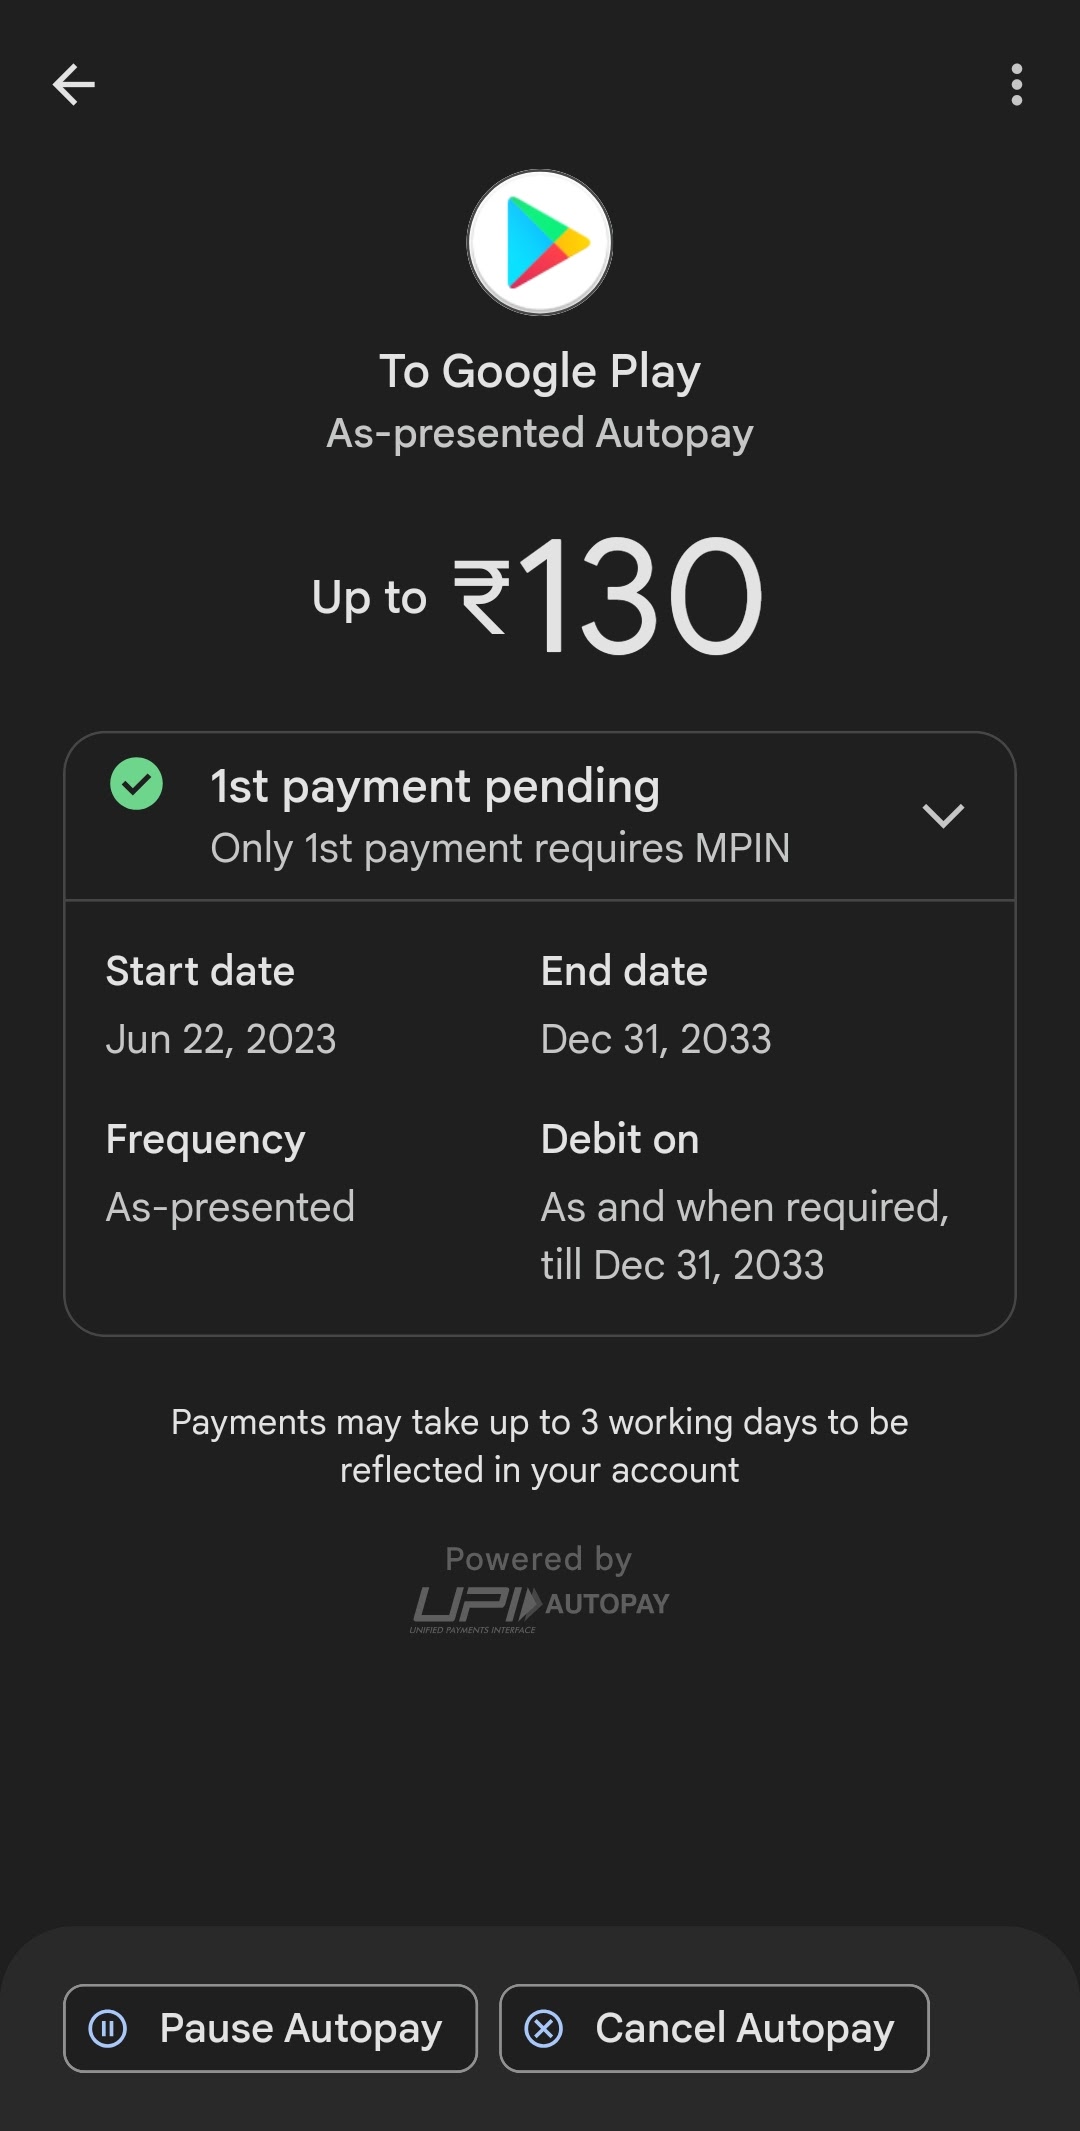 To Google Play
As-presented Autopay
Up to ₹130
1st payment pending
Only 1st payment requires MPIN
Start date
Jun 22, 2023
End date
Dec 31, 2033
Frequency
As-presented
Debit on
As and when required,
till Dec 31, 2033
Payments may take up to 3 working days to be
reflected in your account
Powered by
UPI AUTOPAY
UNIFIED PAYMENTS INTERFACE
Pause Autopay
Cancel Autopay